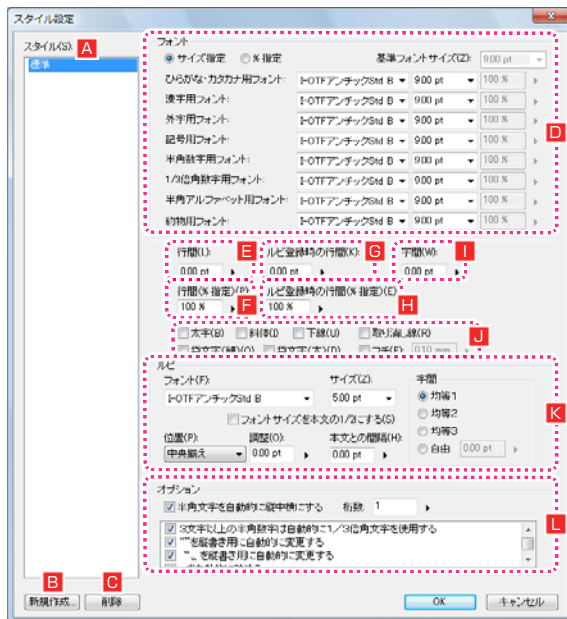 スタイル設定
スタイル(S): A
標準
B
新規作成...
C
削除
フォント
サイズ指定 %指定 基準フォントサイズ(Z): 9.00 pt
ひらがな・カタカナ用フォント: I-OTFアンチックStd B 9.00 pt 100 %
漢字用フォント: I-OTFアンチックStd B 9.00 pt 100 %
外字用フォント: I-OTFアンチックStd B 9.00 pt 100 %
記号用フォント: I-OTFアンチックStd B 9.00 pt 100 %
半角数字用フォント: I-OTFアンチックStd B 9.00 pt 100 %
1/3倍角数字用フォント: I-OTFアンチックStd B 9.00 pt 100 %
半角アルファベット用フォント: I-OTFアンチックStd B 9.00 pt 100 %
約物用フォント: I-OTFアンチックStd B 9.00 pt 100 %
D
行間(L): E ルビ登録時の行間(K): G 字間(W): I
0.00 pt 0.00 pt 0.00 pt
行間(%指定)(P): F ルビ登録時の行間(%指定)(E): H
100 % 100 %
太字(B) 斜体(I) 下線(U) 取り消し線(R) J
袋文字(細)(O) 袋文字(太)(D) フチ(F) 0.10 mm
ルビ
フォント(F): サイズ(Z): 字間
I-OTFアンチックStd B 5.00 pt 均等1
フォントサイズを本文の1/2にする(S) 均等2
均等3
K
位置(P): 調整(O): 本文との間隔(H): 自由 0.00 pt
中央揃え 0.00 pt 0.00 pt
オプション
半角文字を自動的に縦中横にする 桁数: 1
3文字以上の半角数字は自動的に1/3倍角文字を使用する
""を縦書き用に自動的に変更する
L
OK キャンセル